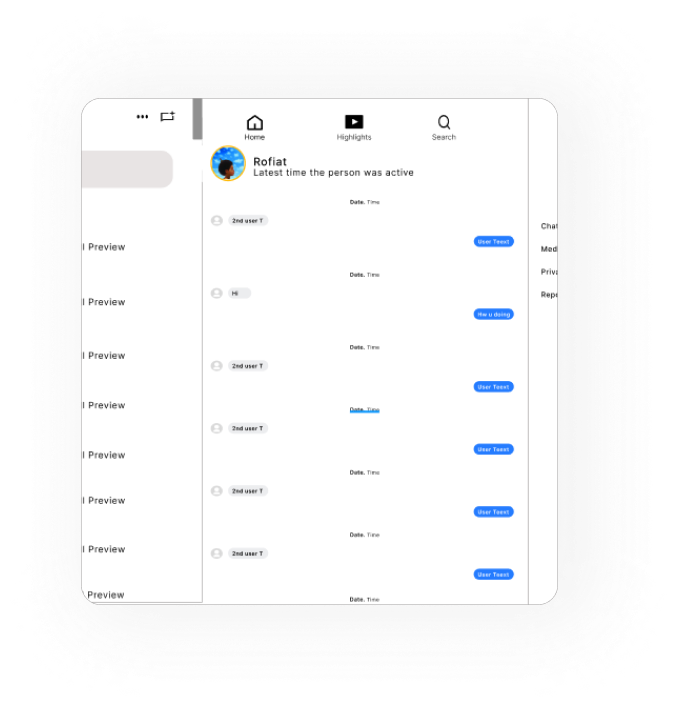 Home
Highlights
Search
Rofiat
Latest time the person was active
Date. Time
2nd user T
User Teext
Date. Time
Hi
Hw u doing
Date. Time
2nd user T
User Teext
Date. Time
2nd user T
User Teext
Date. Time
2nd user T
User Teext
Date. Time
2nd user T
User Teext
Date. Time
l Preview
l Preview
l Preview
l Preview
l Preview
l Preview
l Preview
Preview
Chat
Med
Priva
Repo